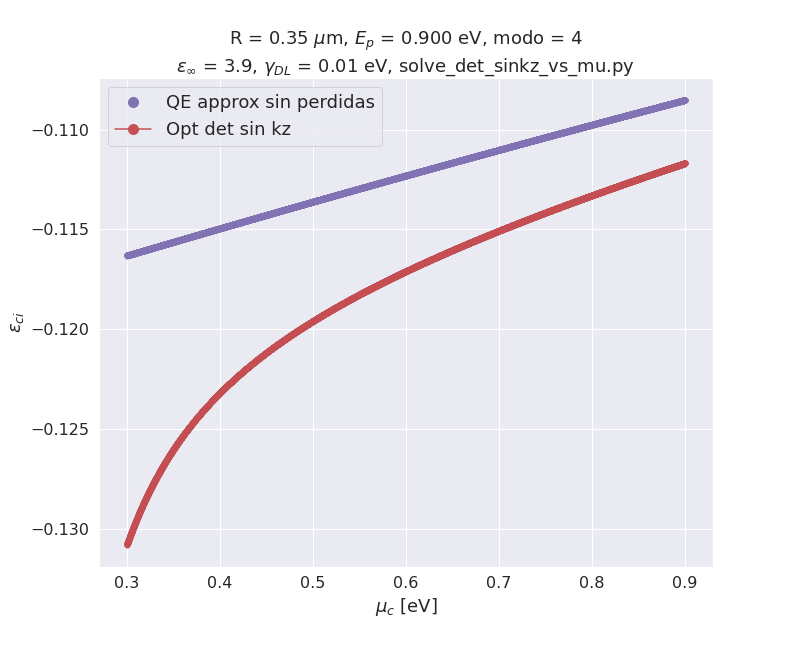 R = 0.35 μm, E_p = 0.900 eV, modo = 4
ε_∞ = 3.9, γ_DL = 0.01 eV, solve_det_sinkz_vs_mu.py
QE approx sin perdidas
Opt det sin kz
−0.110
−0.115
−0.120
−0.125
−0.130
ε_ci
0.3 0.4 0.5 0.6 0.7 0.8 0.9
μ_c [eV]